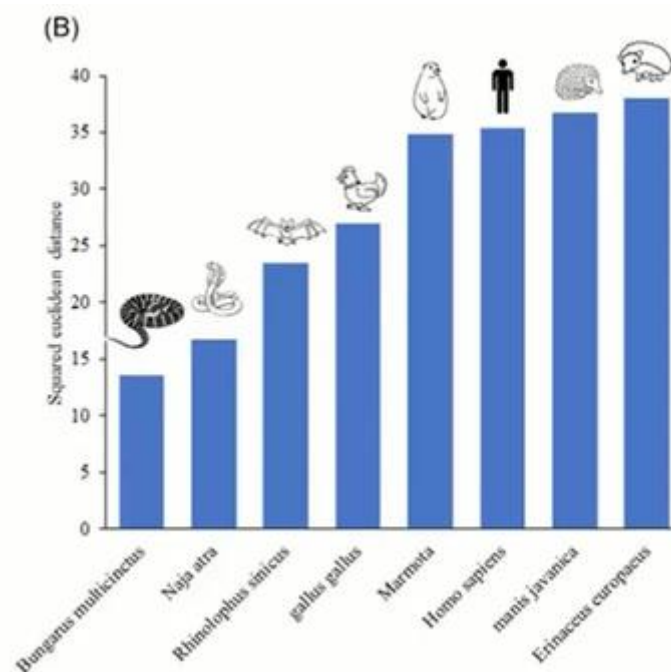 (B)
Squared euclidean distance
40
35
30
25
20
15
10
5
0
Bungarus multicinctus
Naja atra
Rhinolophus sinicus
gallus gallus
Marmota
Homo sapiens
manis javanica
Erinaceus europaeus